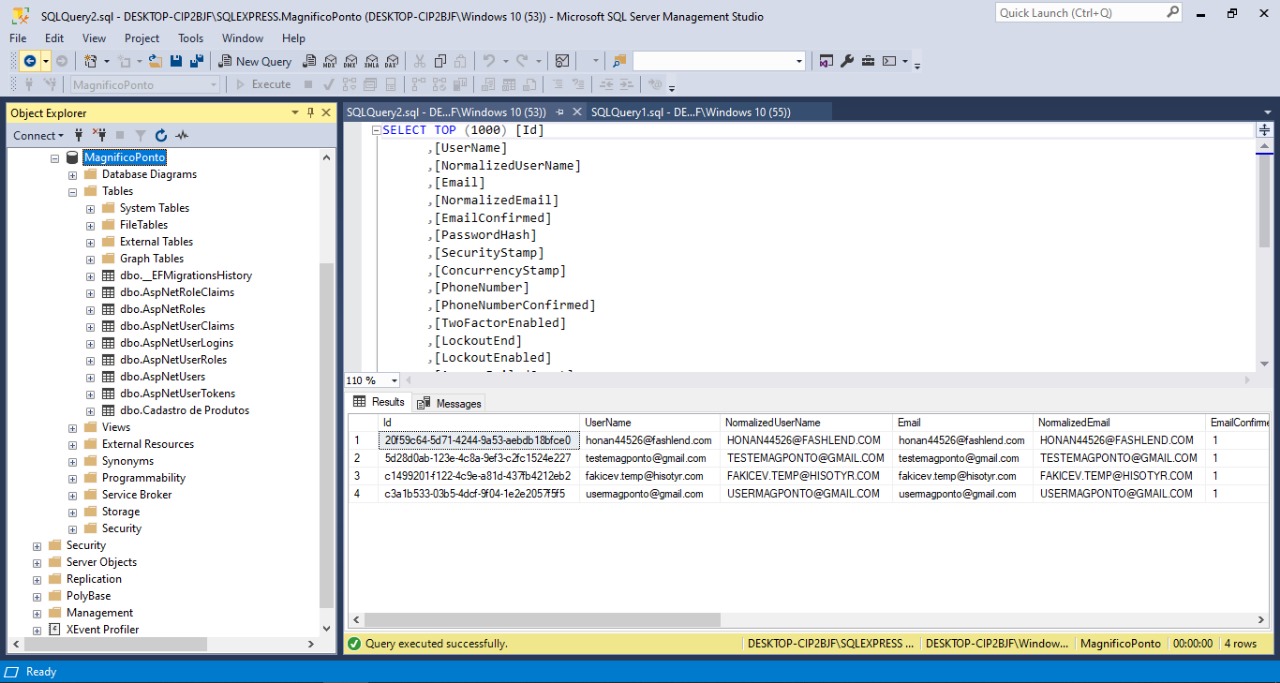 SQLQuery2.sql - DESKTOP-CIP2BJF\SQLEXPRESS.MagnificoPonto (DESKTOP-CIP2BJF\Windows 10 (53)) - Microsoft SQL Server Management Studio
Quick Launch (Ctrl+Q)
File Edit View Project Tools Window Help
New Query
MDX DMX XMLA DAX
MagnificoPonto
Execute
Object Explorer
Connect
MagnificoPonto
Database Diagrams
Tables
System Tables
FileTables
External Tables
Graph Tables
dbo.__EFMigrationsHistory
dbo.AspNetRoleClaims
dbo.AspNetRoles
dbo.AspNetUserClaims
dbo.AspNetUserLogins
dbo.AspNetUserRoles
dbo.AspNetUsers
dbo.AspNetUserTokens
dbo.Cadastro de Produtos
Views
External Resources
Synonyms
Programmability
Service Broker
Storage
Security
Security
Server Objects
Replication
PolyBase
Management
XEvent Profiler
SQLQuery2.sql - DE...F\Windows 10 (53)) SQLQuery1.sql - DE...F\Windows 10 (55))
SELECT TOP (1000) [Id]
,[UserName]
,[NormalizedUserName]
,[Email]
,[NormalizedEmail]
,[EmailConfirmed]
,[PasswordHash]
,[SecurityStamp]
,[ConcurrencyStamp]
,[PhoneNumber]
,[PhoneNumberConfirmed]
,[TwoFactorEnabled]
,[LockoutEnd]
,[LockoutEnabled]
110 %
Results Messages
Id UserName NormalizedUserName Email NormalizedEmail EmailConfirme
1 20f59c64-5d71-4244-9a53-aebdb18bfce0 honan44526@fashlend.com HONAN44526@FASHLEND.COM honan44526@fashlend.com HONAN44526@FASHLEND.COM 1
2 5d28d0ab-123e-4c8a-9ef3-c2fc1524e227 testemagponto@gmail.com TESTEMAGPONTO@GMAIL.COM testemagponto@gmail.com TESTEMAGPONTO@GMAIL.COM 1
3 c1499201-f122-4c9e-a81d-437fb4212eb2 fakicev.temp@hisotyr.com FAKICEV.TEMP@HISOTYR.COM fakicev.temp@hisotyr.com FAKICEV.TEMP@HISOTYR.COM 1
4 c3a1b533-03b5-4dcf-9f04-1e2e2057f5f5 usermagponto@gmail.com USERMAGPONTO@GMAIL.COM usermagponto@gmail.com USERMAGPONTO@GMAIL.COM 1
Query executed successfully. DESKTOP-CIP2BJF\SQLEXPRESS ... DESKTOP-CIP2BJF\Window... MagnificoPonto 00:00:00 4 rows
Ready